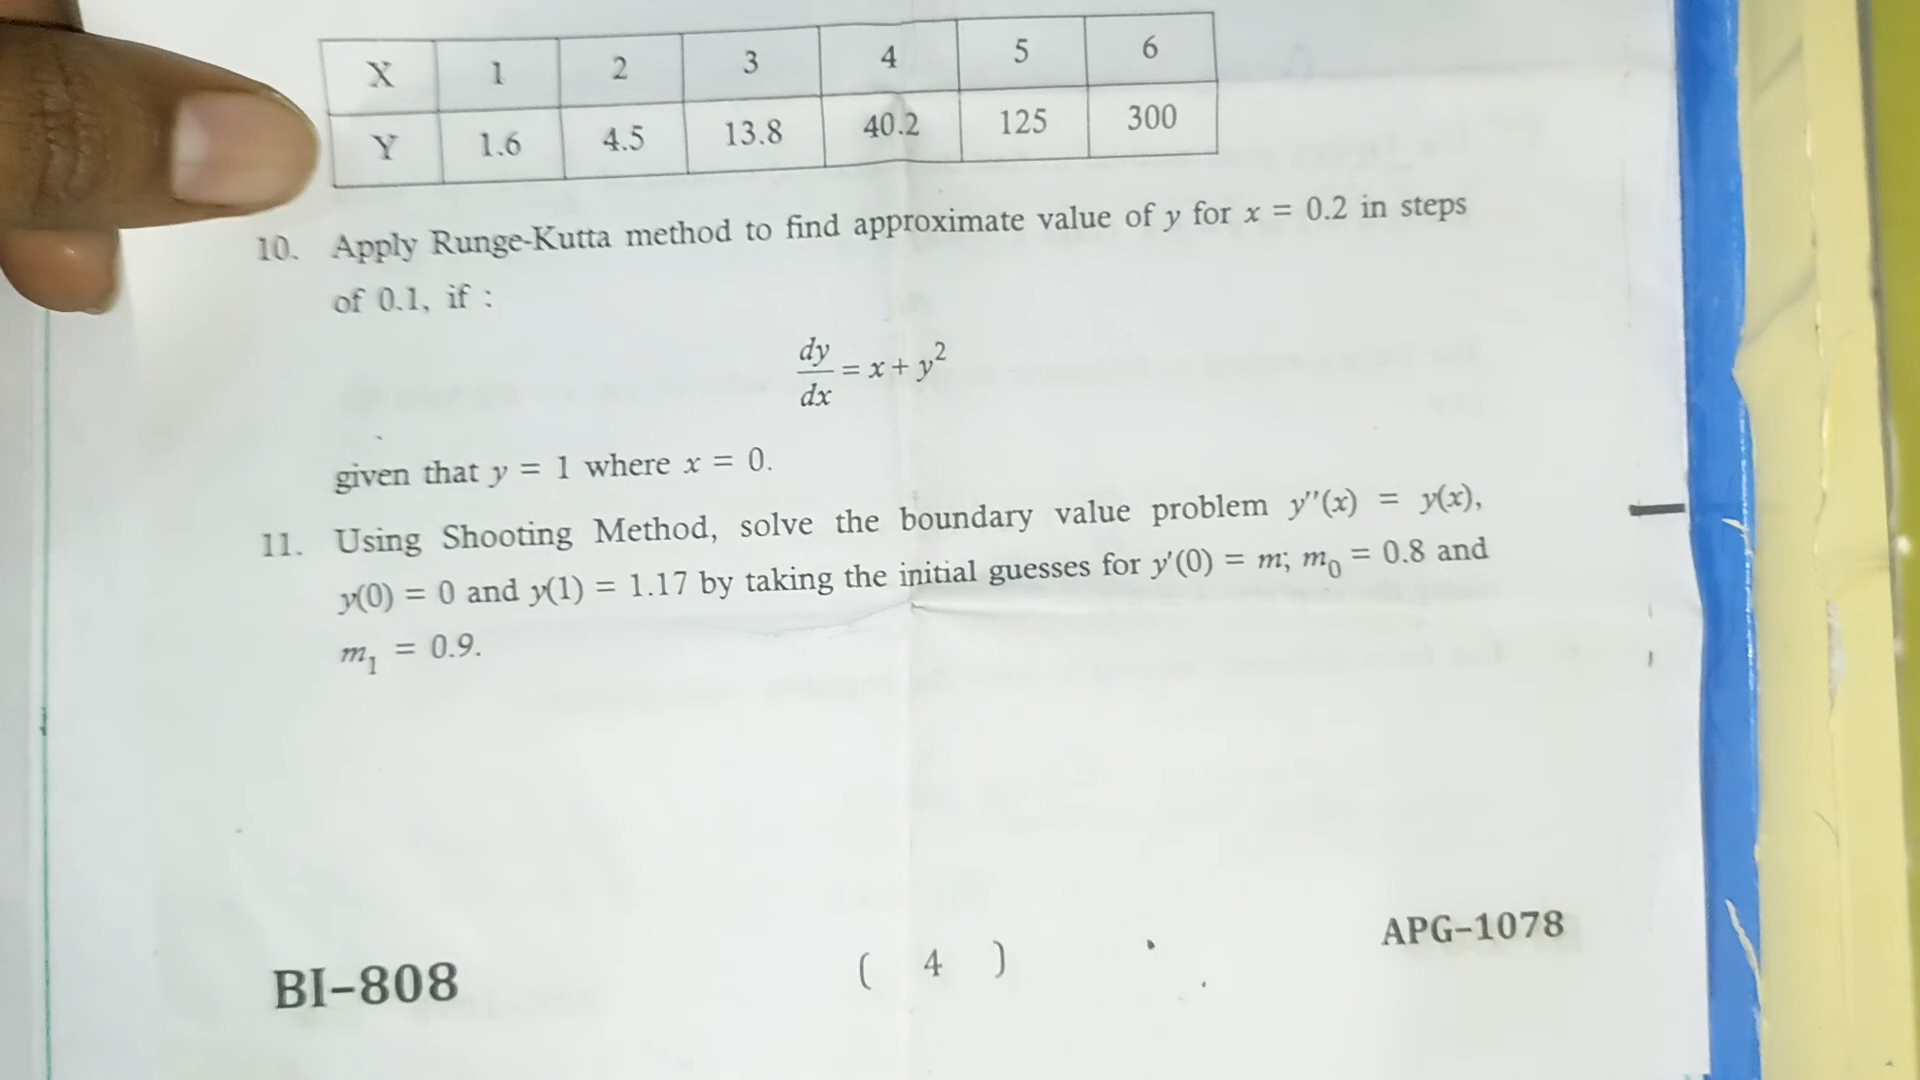 X 1 2 3 4 5 6
Y 1.6 4.5 13.8 40.2 125 300
10. Apply Runge-Kutta method to find approximate value of y for x = 0.2 in steps
of 0.1, if :
dy/dx = x + y²
given that y = 1 where x = 0.
11. Using Shooting Method, solve the boundary value problem y''(x) = y(x),
y(0) = 0 and y(1) = 1.17 by taking the initial guesses for y'(0) = m; m₀ = 0.8 and
m₁ = 0.9.
BI-808 ( 4 ) APG-1078